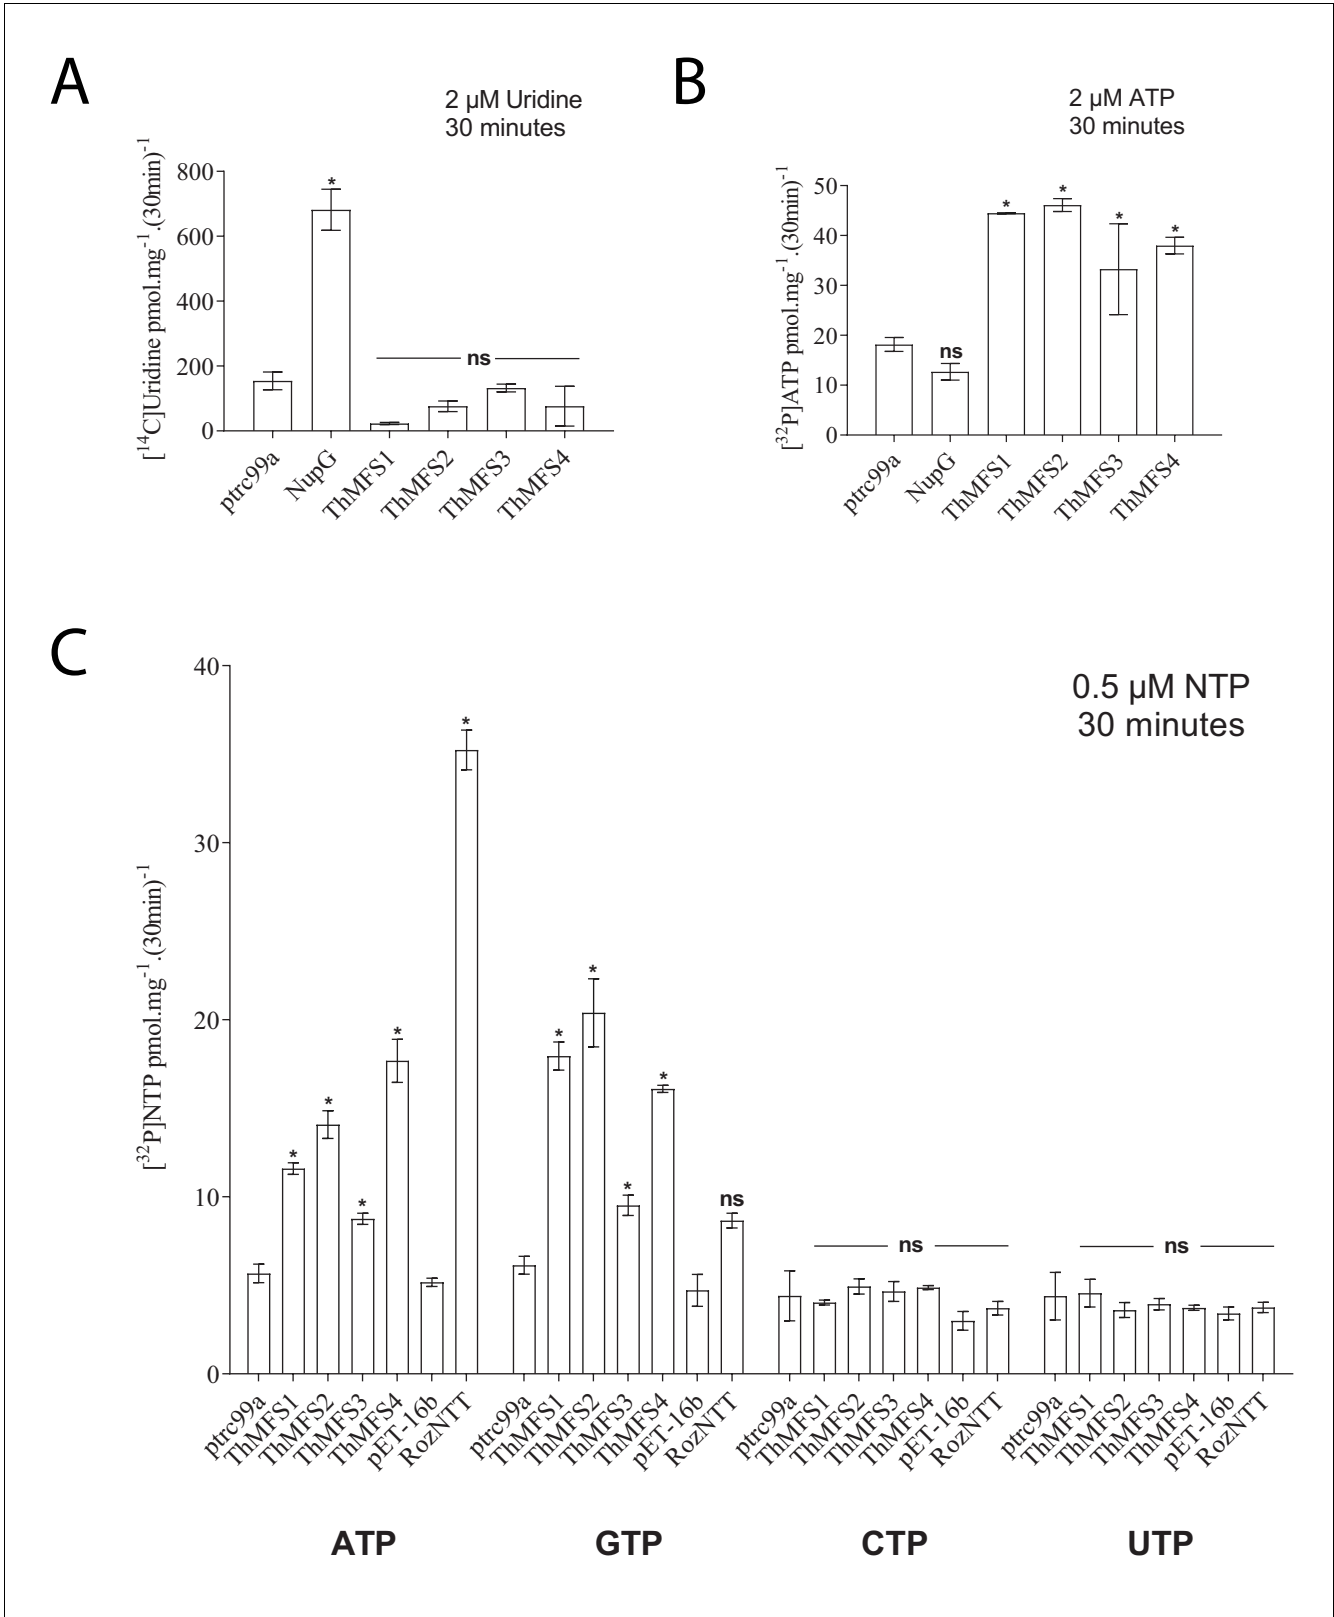 A
2 µM Uridine
30 minutes
[¹⁴C]Uridine pmol.mg⁻¹.(30min)⁻¹
800
600
400
200
0
*
ns
ptrc99a
NupG
ThMFS1
ThMFS2
ThMFS3
ThMFS4
B
2 µM ATP
30 minutes
[³²P]ATP pmol.mg⁻¹.(30min)⁻¹
50
40
30
20
10
0
ns
*
*
*
*
ptrc99a
NupG
ThMFS1
ThMFS2
ThMFS3
ThMFS4
C
0.5 µM NTP
30 minutes
[³²P]NTP pmol.mg⁻¹.(30min)⁻¹
40
30
20
10
0
*
*
*
*
*
*
*
*
*
ns
ns
ns
ptrc99a
ThMFS1
ThMFS2
ThMFS3
ThMFS4
pET-16b
RozNTT
ptrc99a
ThMFS1
ThMFS2
ThMFS3
ThMFS4
pET-16b
RozNTT
ptrc99a
ThMFS1
ThMFS2
ThMFS3
ThMFS4
pET-16b
RozNTT
ptrc99a
ThMFS1
ThMFS2
ThMFS3
ThMFS4
pET-16b
RozNTT
ATP
GTP
CTP
UTP